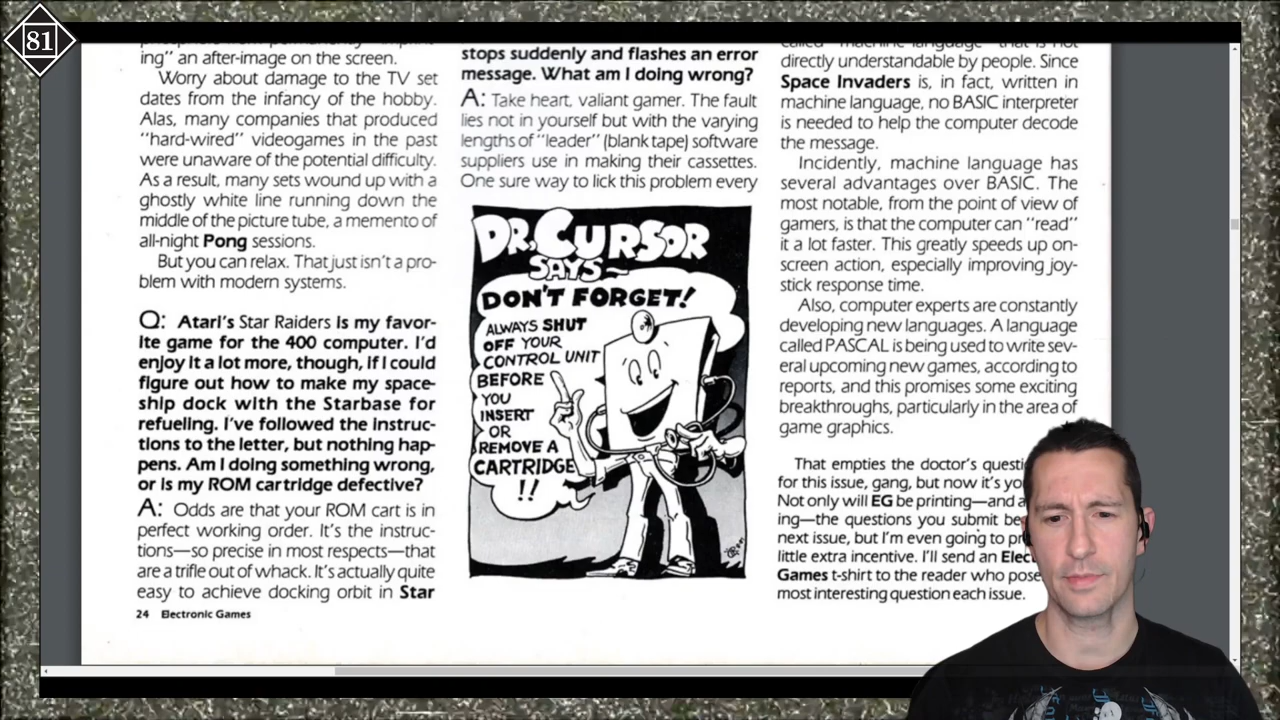 81
ing" an after-image on the screen.
Worry about damage to the TV set
dates from the infancy of the hobby.
Alas, many companies that produced
"hard-wired" videogames in the past
were unaware of the potential difficulty.
As a result, many sets wound up with a
ghostly white line running down the
middle of the picture tube, a memento of
all-night Pong sessions.
But you can relax. That just isn't a pro-
blem with modern systems.
Q: Atari's Star Raiders is my favor-
ite game for the 400 computer. I'd
enjoy it a lot more, though, if I could
figure out how to make my space-
ship dock with the Starbase for
refueling. I've followed the instruc-
tions to the letter, but nothing hap-
pens. Am I doing something wrong,
or is my ROM cartridge defective?
A: Odds are that your ROM cart is in
perfect working order. It's the instruc-
tions—so precise in most respects—that
are a trifle out of whack. It's actually quite
easy to achieve docking orbit in Star
24 Electronic Games
stops suddenly and flashes an error
message. What am I doing wrong?
A: Take heart, valiant gamer. The fault
lies not in yourself but with the varying
lengths of "leader" (blank tape) software
suppliers use in making their cassettes.
One sure way to lick this problem every
DR. CURSOR
SAYS~
DON'T FORGET!
ALWAYS SHUT
OFF YOUR
CONTROL UNIT
BEFORE
YOU
INSERT
OR
REMOVE A
CARTRIDGE
!!
called "machine language" that is not
directly understandable by people. Since
Space Invaders is, in fact, written in
machine language, no BASIC interpreter
is needed to help the computer decode
the message.
Incidently, machine language has
several advantages over BASIC. The
most notable, from the point of view of
gamers, is that the computer can "read"
it a lot faster. This greatly speeds up on-
screen action, especially improving joy-
stick response time.
Also, computer experts are constantly
developing new languages. A language
called PASCAL is being used to write sev-
eral upcoming new games, according to
reports, and this promises some exciting
breakthroughs, particularly in the area of
game graphics.
That empties the doctor's questi
for this issue, gang, but now it's yo
Not only will EG be printing—and a
ing—the questions you submit be
next issue, but I'm even going to pr
little extra incentive. I'll send an Elec
Games t-shirt to the reader who pose
most interesting question each issue.